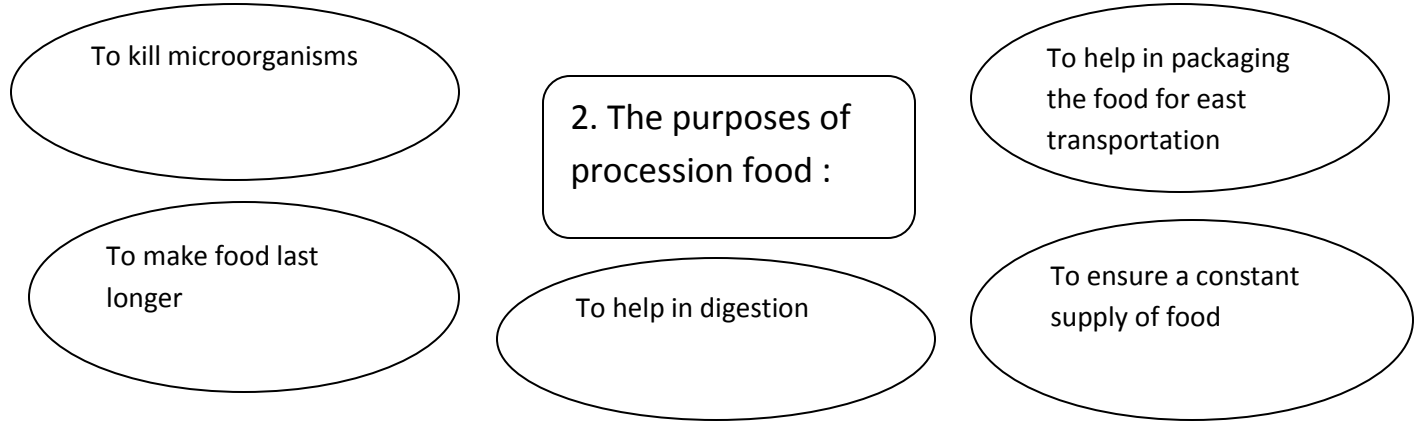 To kill microorganisms
2. The purposes of
procession food :
To help in packaging
the food for east
transportation
To make food last
longer
To help in digestion
To ensure a constant
supply of food